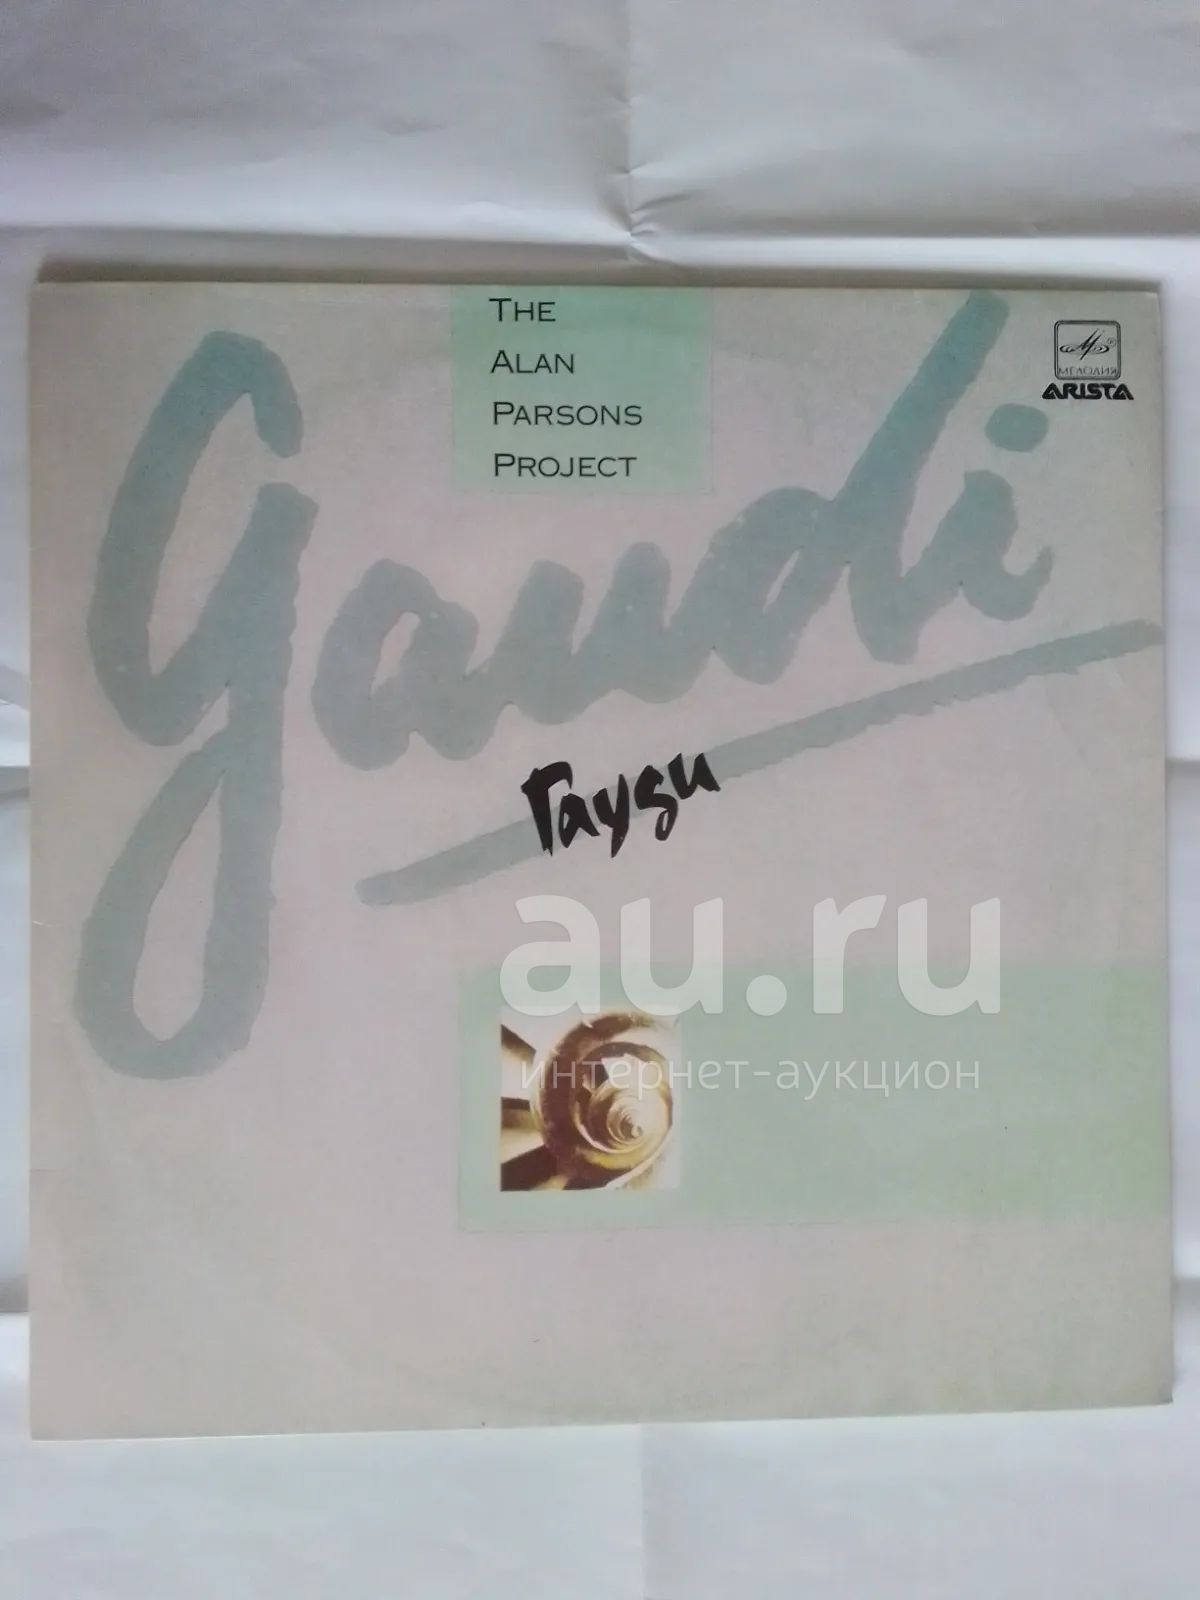 THE
ALAN
PARSONS
PROJECT
МЕЛОДИЯ
ARISTA
gaudi
Гауди
au.ru
интернет-аукцион